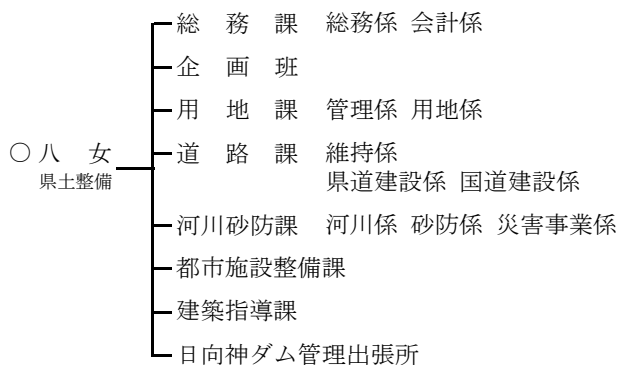 総務課 総務係 会計係
企画班
用地課 管理係 用地係
○八女 道路課 維持係
県土整備 県道建設係 国道建設係
河川砂防課 河川係 砂防係 災害事業係
都市施設整備課
建築指導課
日向神ダム管理出張所